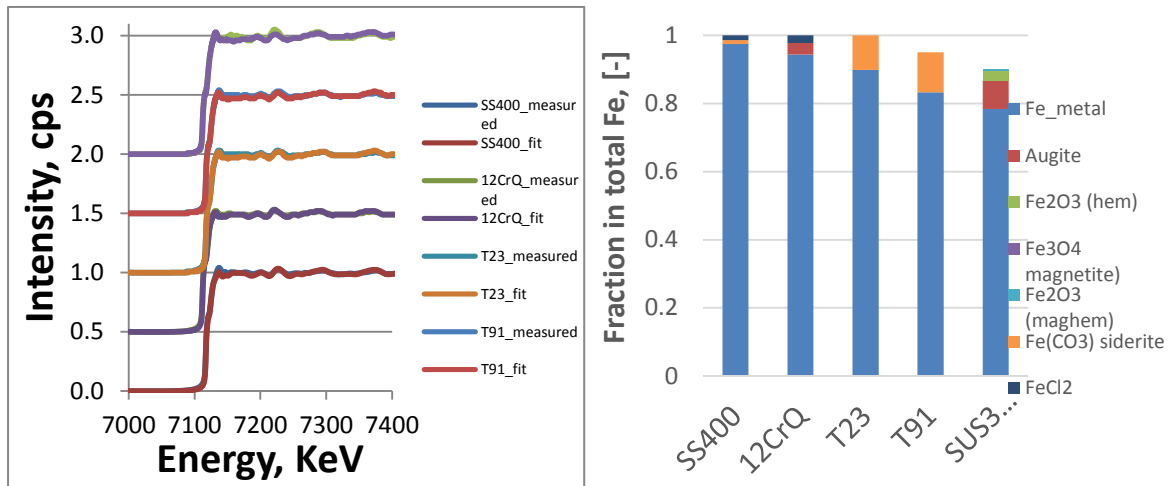 3.0
2.5
2.0
1.5
1.0
0.5
0.0
Intensity, cps
7000 7100 7200 7300 7400
Energy, KeV
SS400_measur
ed
SS400_fit
12CrQ_measur
ed
12CrQ_fit
T23_measured
T23_fit
T91_measured
T91_fit
1
0.8
0.6
0.4
0.2
0
Fraction in total Fe, [-]
SS400
12CrQ
T23
T91
SUS3...
Fe_metal
Augite
Fe2O3 (hem)
Fe3O4
magnetite)
Fe2O3
(maghem)
Fe(CO3) siderite
FeCl2